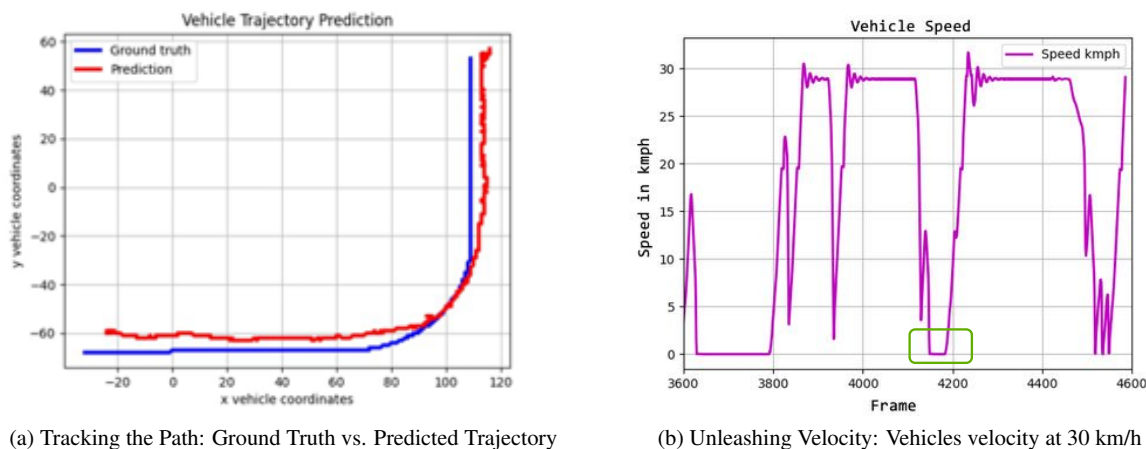 Vehicle Trajectory Prediction
Ground truth
Prediction
60
40
20
0
−20
−40
−60
y vehicle coordinates
−20 0 20 40 60 80 100 120
x vehicle coordinates
(a) Tracking the Path: Ground Truth vs. Predicted Trajectory
Vehicle Speed
Speed kmph
30
25
20
15
10
5
0
Speed in kmph
3600 3800 4000 4200 4400 4600
Frame
(b) Unleashing Velocity: Vehicles velocity at 30 km/h